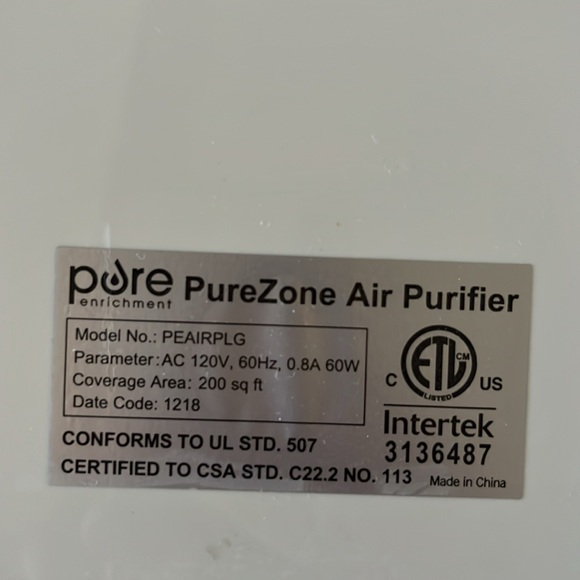 pure enrichment PureZone Air Purifier
Model No.: PEAIRPLG
Parameter:AC 120V, 60Hz, 0.8A 60W
Coverage Area: 200 sq ft
Date Code: 1218
CONFORMS TO UL STD. 507
CERTIFIED TO CSA STD. C22.2 NO. 113
C ETL CM US
LISTED
Intertek
3136487
Made in China